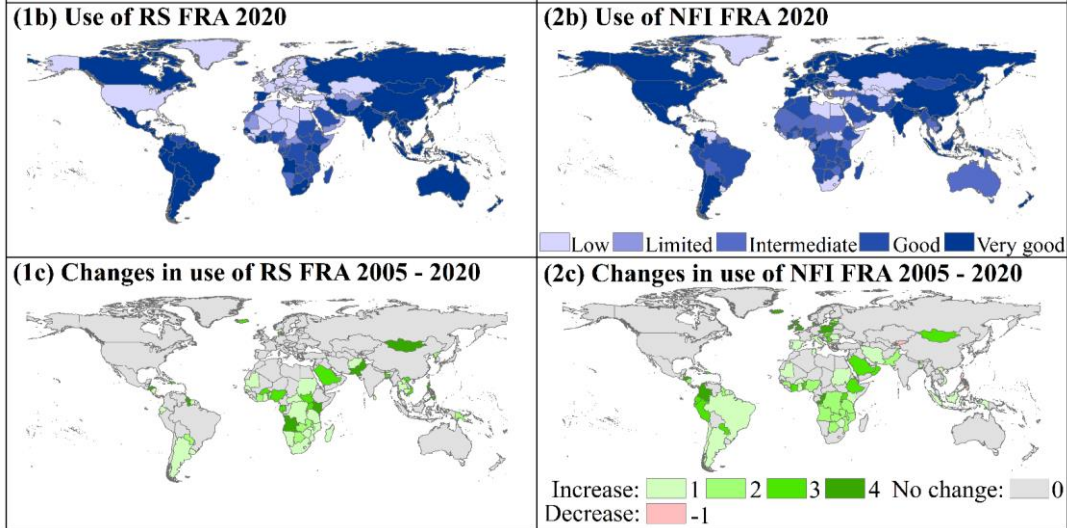 (1b) Use of RS FRA 2020
(2b) Use of NFI FRA 2020
Low Limited Intermediate Good Very good
(1c) Changes in use of RS FRA 2005 - 2020
(2c) Changes in use of NFI FRA 2005 - 2020
Increase: 1 2 3 4 No change: 0
Decrease: -1